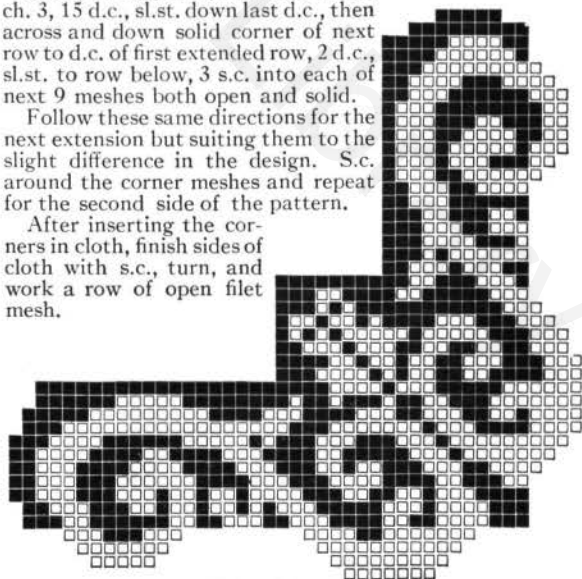 ch. 3, 15 d.c., sl.st. down last d.c., then
across and down solid corner of next
row to d.c. of first extended row, 2 d.c.,
sl.st. to row below, 3 s.c. into each of
next 9 meshes both open and solid.
Follow these same directions for the
next extension but suiting them to the
slight difference in the design. S.c.
around the corner meshes and repeat
for the second side of the pattern.
After inserting the cor-
ners in cloth, finish sides of
cloth with s.c., turn, and
work a row of open filet
mesh.